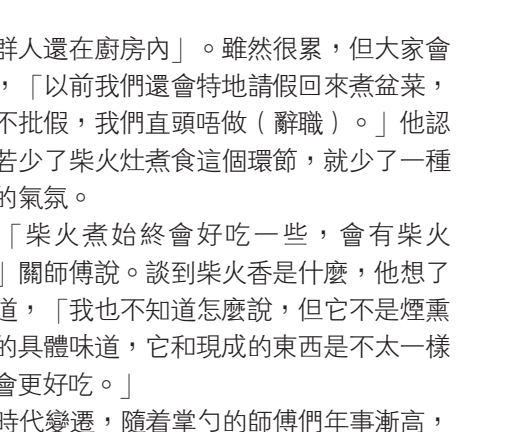 群人還在廚房內」。雖然很累，但大家會
，「以前我們還會特地請假回來煮盆菜，
不批假，我們直頭唔做（辭職）。」他認
若少了柴火灶煮食這個環節，就少了一種
的氣氛。
「柴火煮始終會好吃一些，會有柴火
」關師傅說。談到柴火香是什麼，他想了
道，「我也不知道怎麼說，但它不是煙熏
的具體味道，它和現成的東西是不太一樣
會更好吃。」
時代變遷，隨着掌勺的師傅們年事漸高，